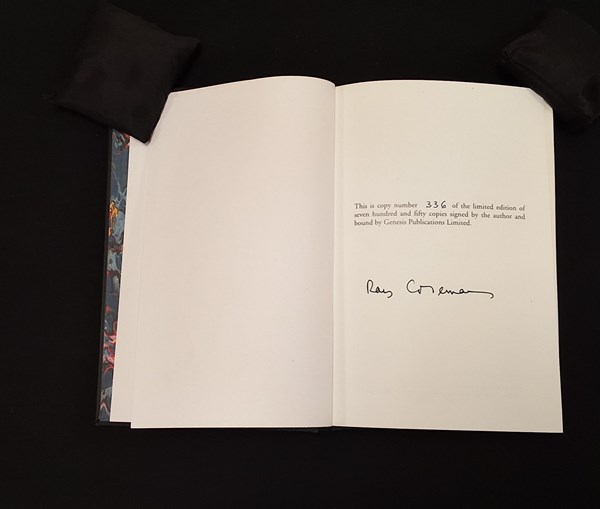 This is copy number 336 of the limited edition of
seven hundred and fifty copies signed by the author and
bound by Genesis Publications Limited.
Ray Coleman